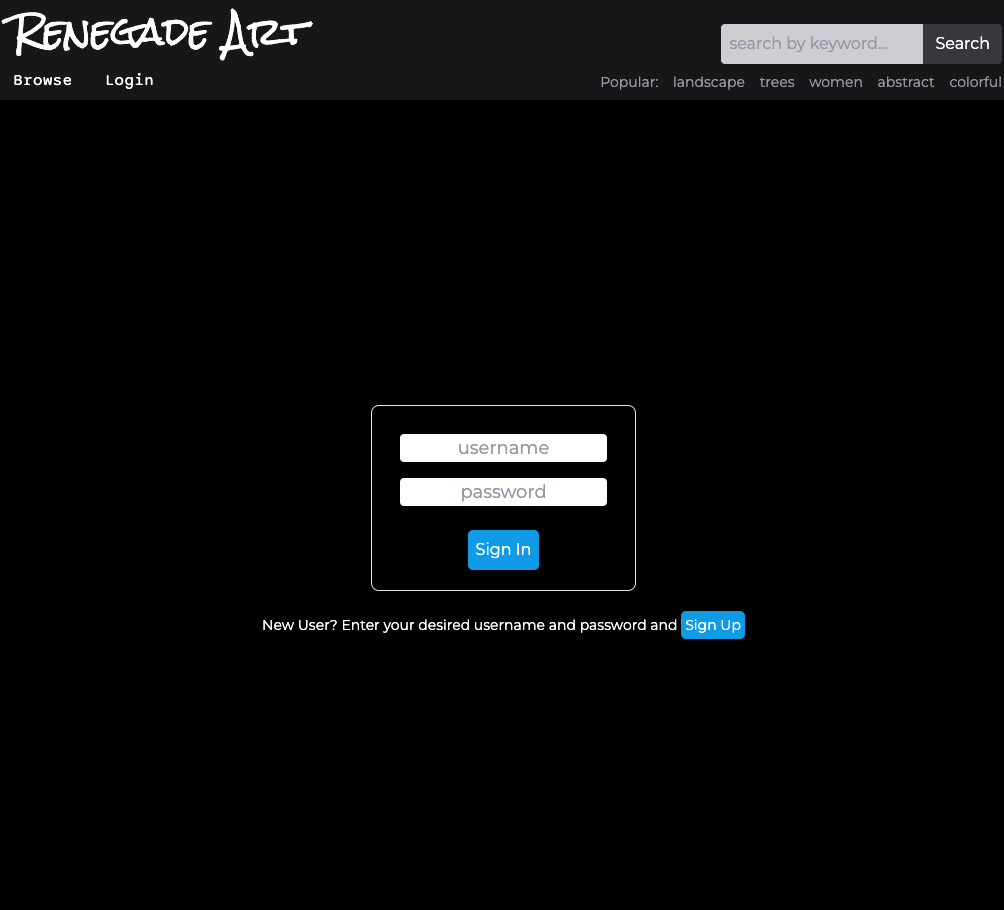 Renegade Art
search by keyword... Search
Browse Login
Popular: landscape trees women abstract colorful
username
password
Sign In
New User? Enter your desired username and password and Sign Up